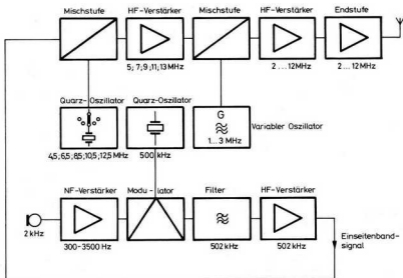 Mischstufe HF-Verstärker Mischstufe HF-Verstärker Endstufe
5; 7; 9; 11; 13 MHz 2 ... 12 MHz 2 ... 12 MHz
Quarz-Oszillator Quarz-Oszillator
G
1 ... 3 MHz
Variabler Oszillator
4,5; 6,5; 8,5; 10,5; 12,5 MHz 500 kHz
NF-Verstärker Modu-lator Filter HF-Verstärker
2 kHz
300-3500 Hz 502 kHz 502 kHz
Einseitenband-
signal